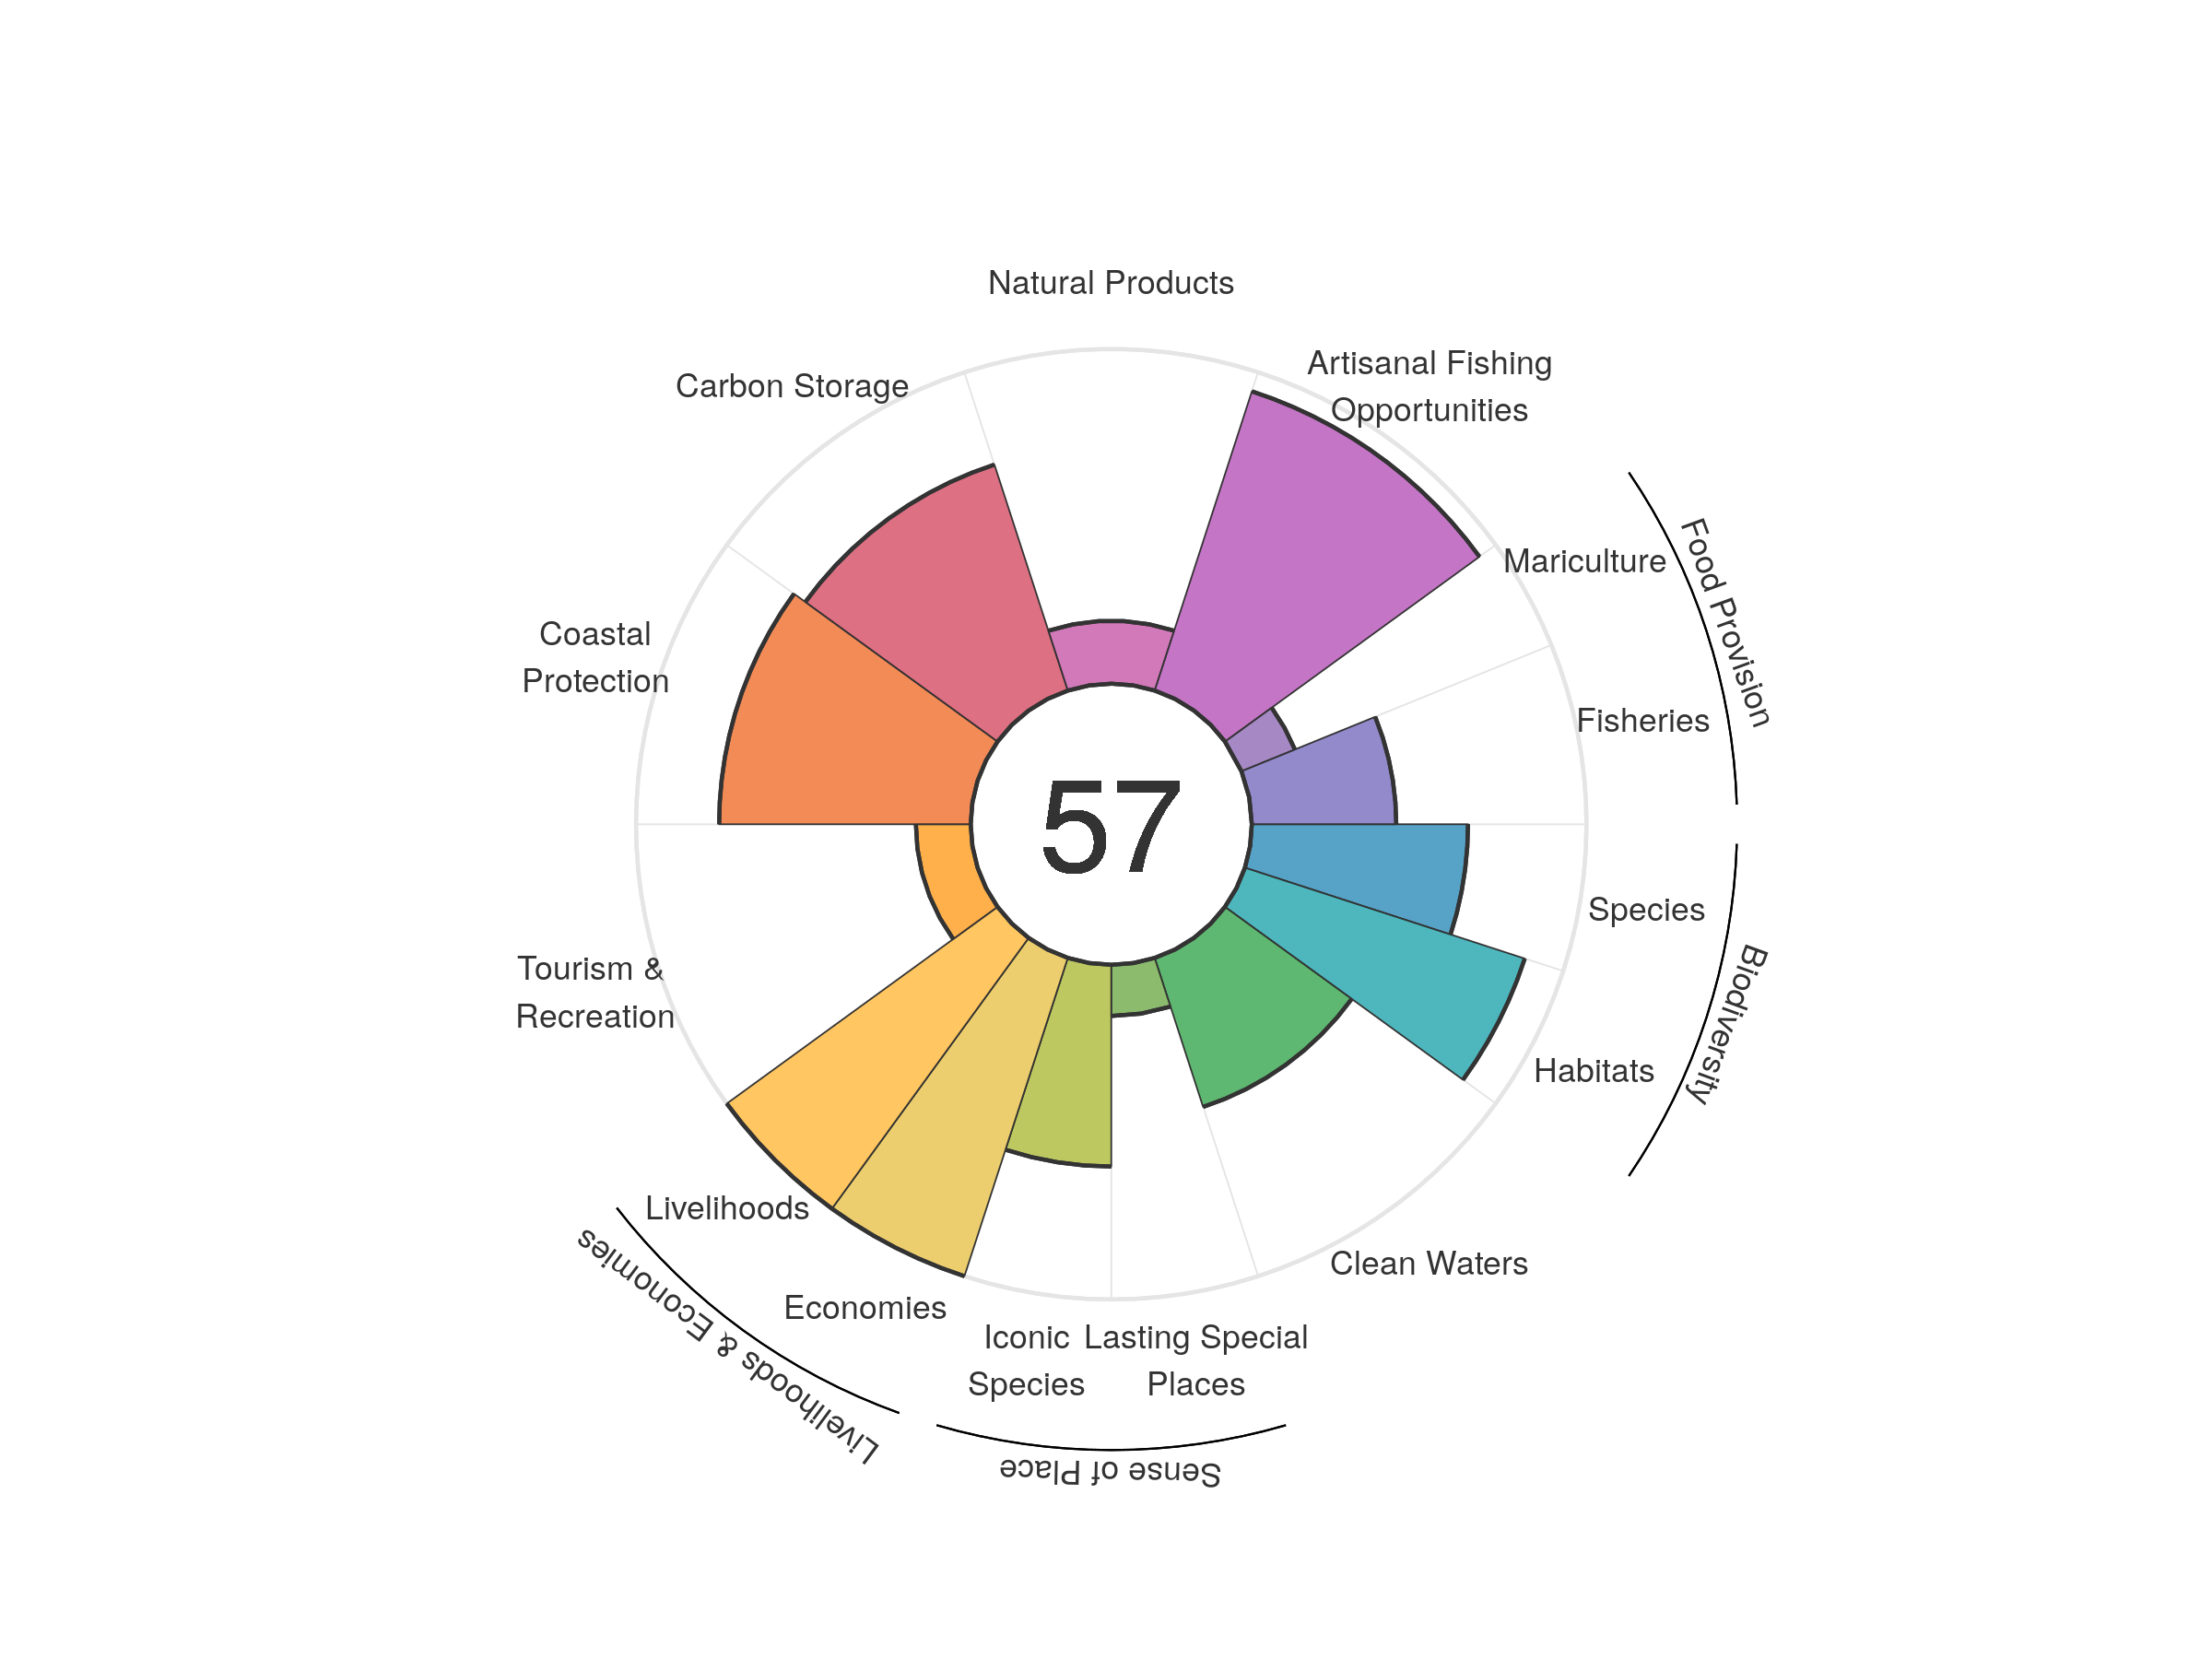 Natural Products
Artisanal Fishing
Opportunities
Carbon Storage
Mariculture
Food Provision
Coastal
Protection
Fisheries
57
Species
Biodiversity
Tourism &
Recreation
Habitats
Livelihoods
Clean Waters
Livelihoods & Economies
Economies
Iconic
Species
Lasting Special
Places
Sense of Place